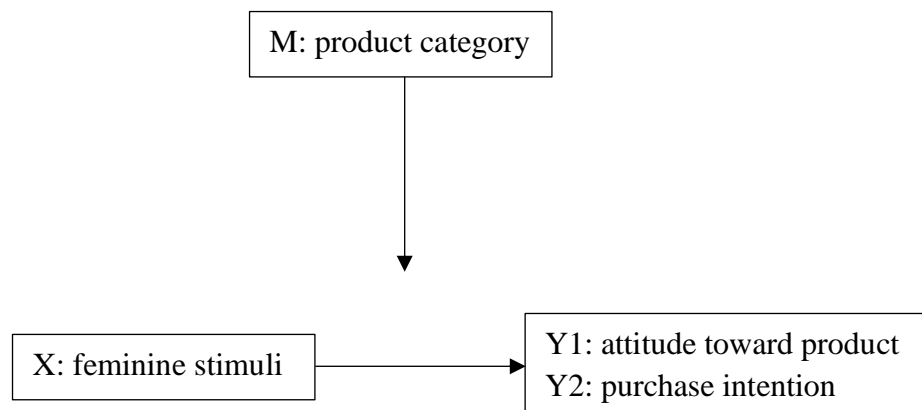 M: product category
X: feminine stimuli
Y1: attitude toward product
Y2: purchase intention